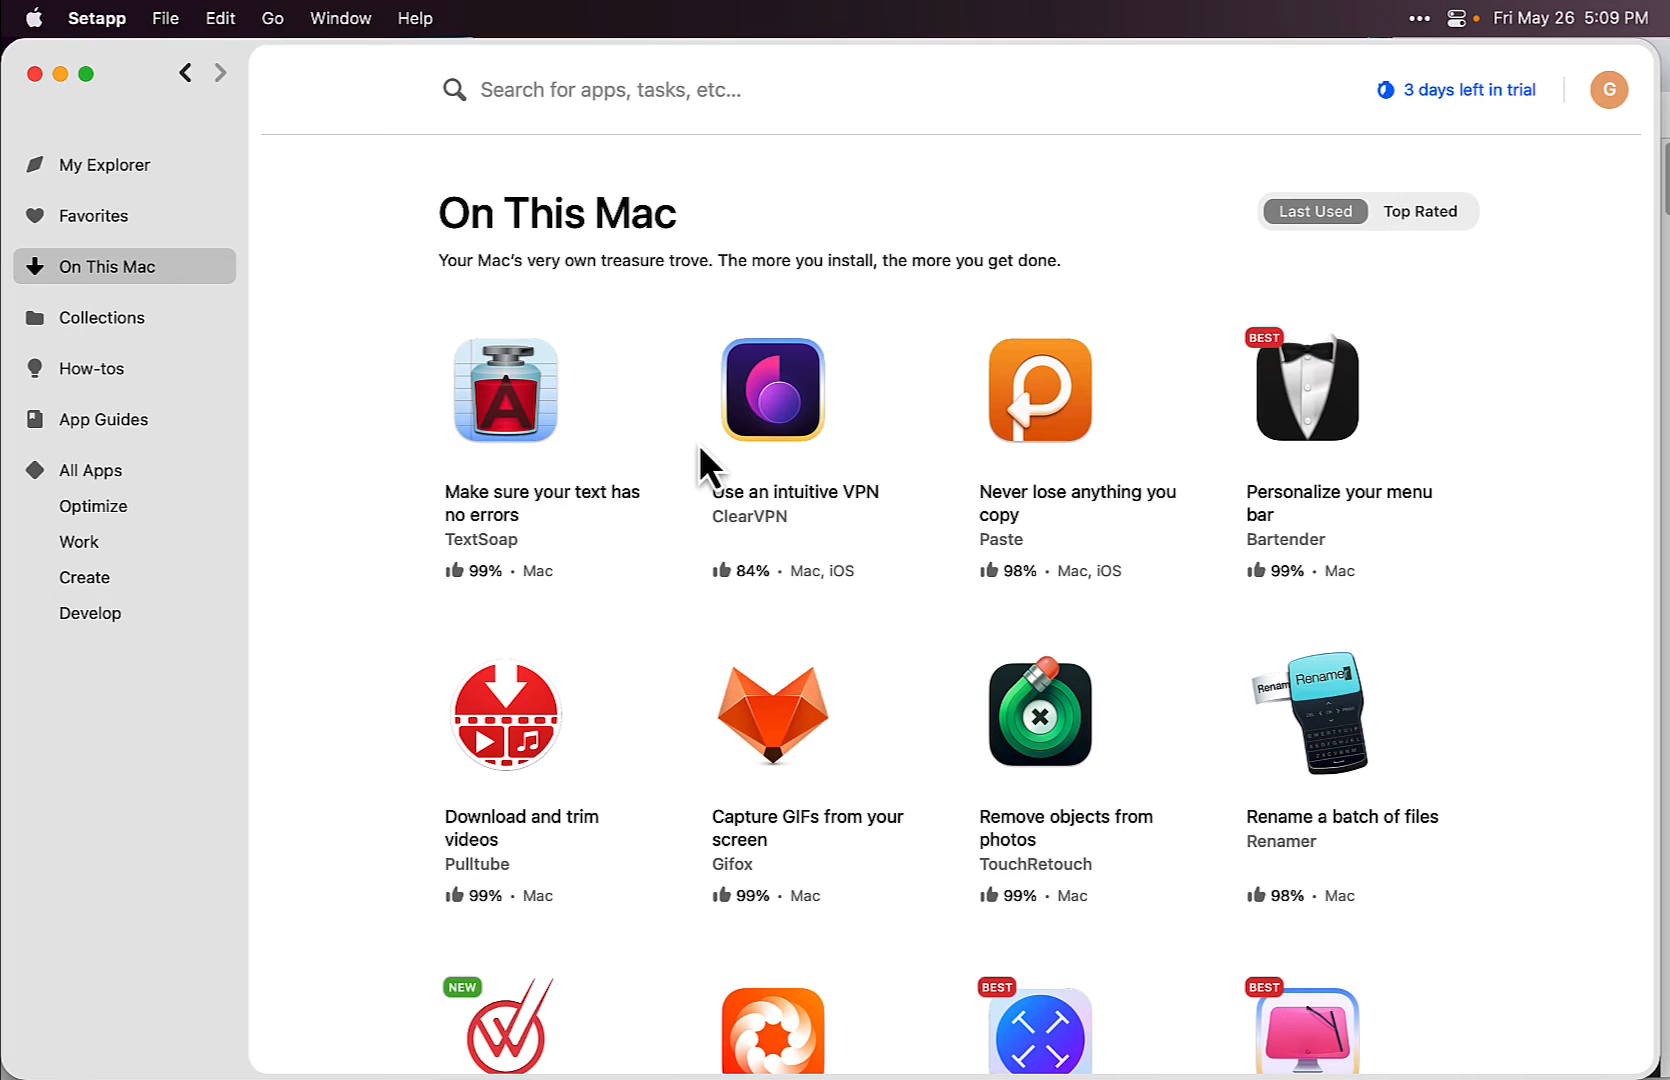 Setapp File Edit Go Window Help
••• Fri May 26 5:09 PM
Search for apps, tasks, etc...
3 days left in trial
G
My Explorer
Favorites
On This Mac
Collections
How-tos
App Guides
All Apps
Optimize
Work
Create
Develop
On This Mac
Last Used Top Rated
Your Mac's very own treasure trove. The more you install, the more you get done.
A
Make sure your text has
no errors
TextSoap
99% · Mac
Use an intuitive VPN
ClearVPN
84% · Mac, iOS
Never lose anything you
copy
Paste
98% · Mac, iOS
BEST
Personalize your menu
bar
Bartender
99% · Mac
Download and trim
videos
Pulltube
99% · Mac
Capture GIFs from your
screen
Gifox
99% · Mac
Remove objects from
photos
TouchRetouch
99% · Mac
Renam
Renamer
Rename a batch of files
Renamer
98% · Mac
NEW
BEST
BEST